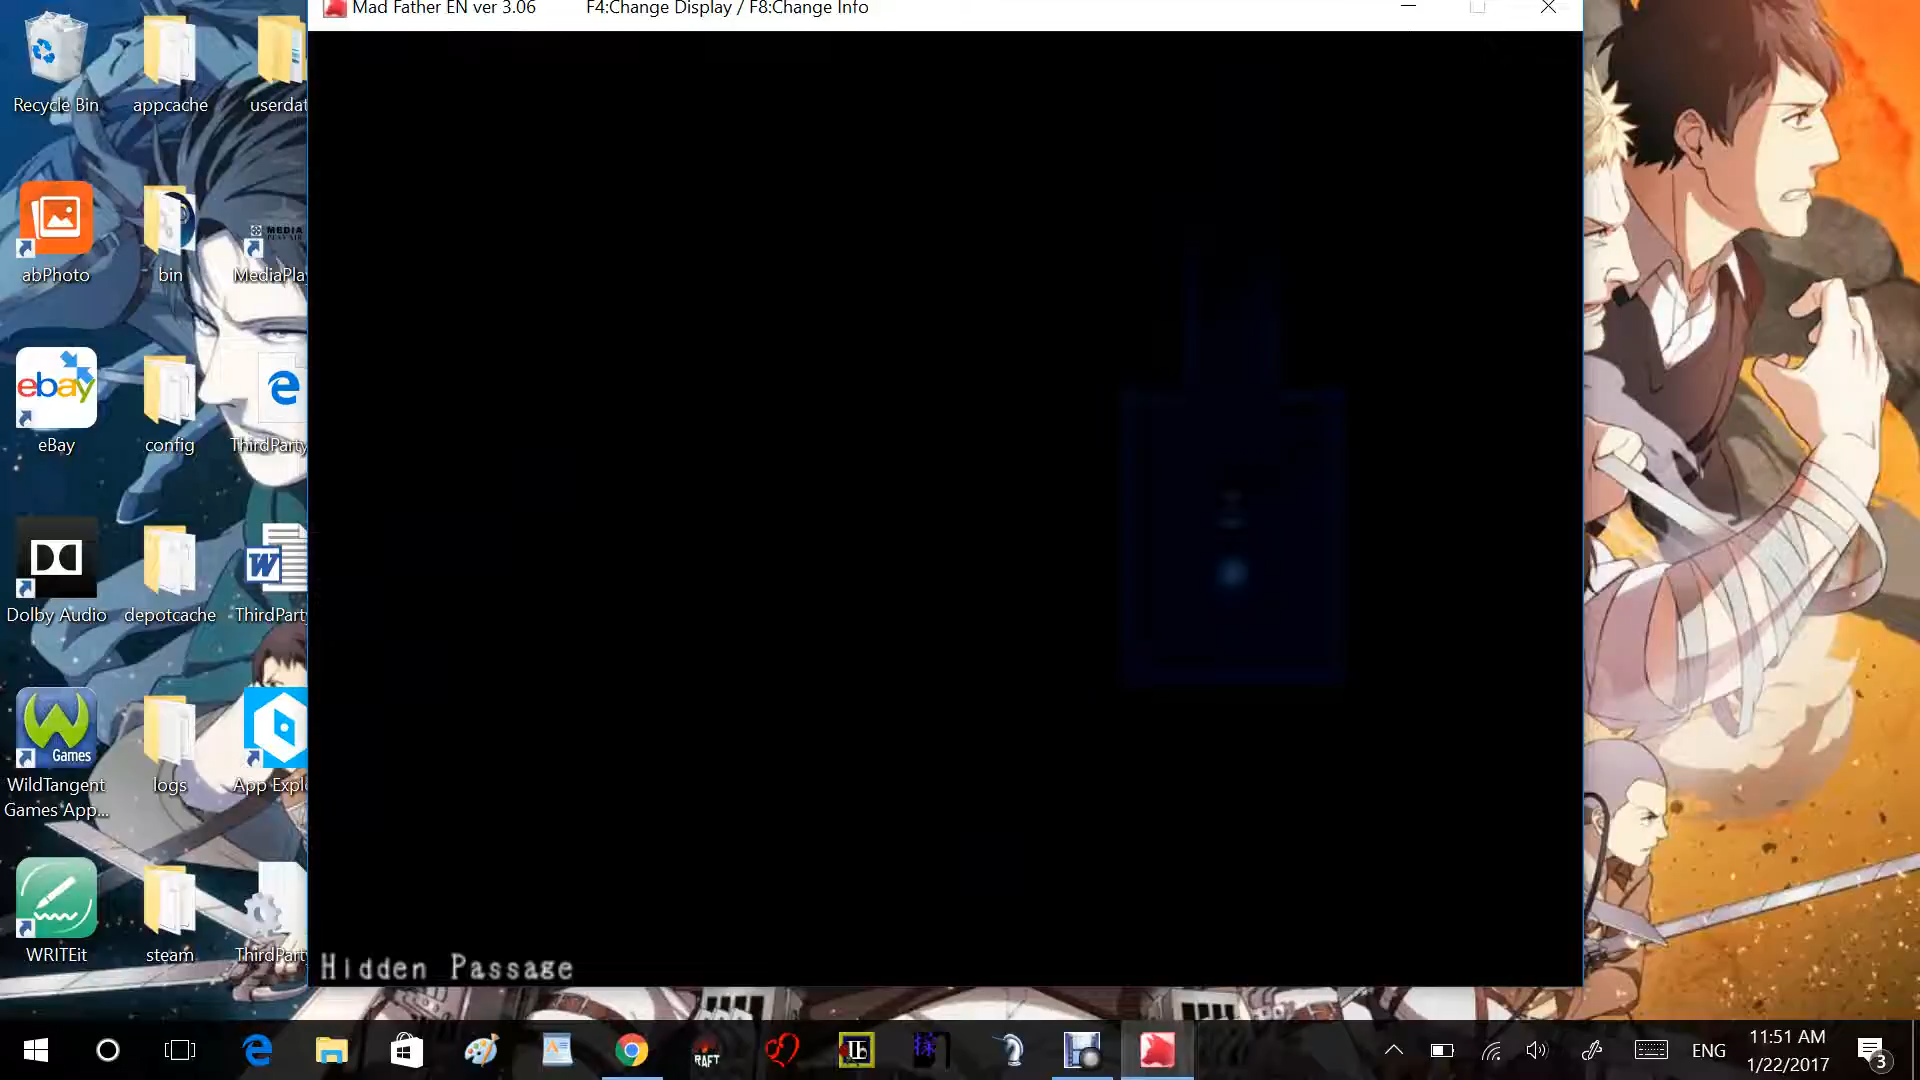 Mad Father EN ver 3.06 F4:Change Display / F8:Change Info
Recycle Bin
appcache
userdat
abPhoto
bin
MEDIA
MediaPla
ebay
eBay
config
ThirdParty
Dolby Audio
depotcache
W
ThirdPart
Games
WildTangent
Games App...
logs
App Explo
WRITEit
steam
ThirdPart
Hidden Passage
RAFT
ENG
11:51 AM
1/22/2017
3